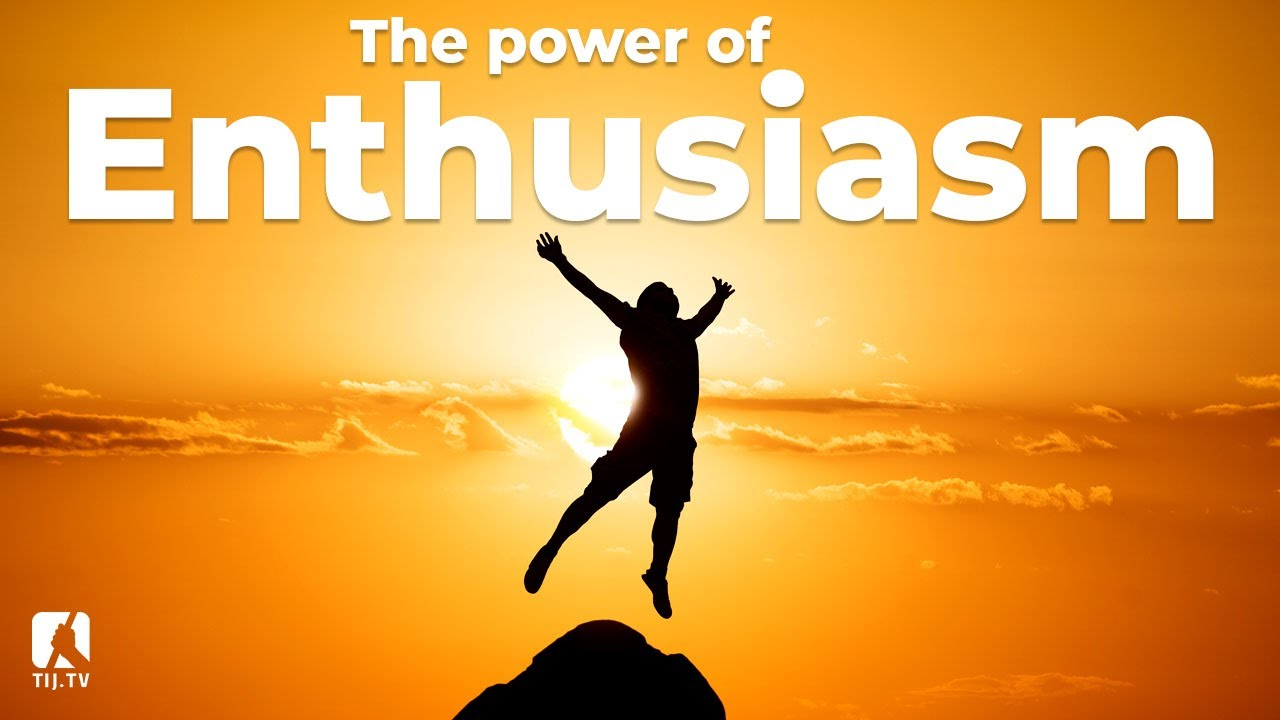 The power of
Enthusiasm
TIJ.TV